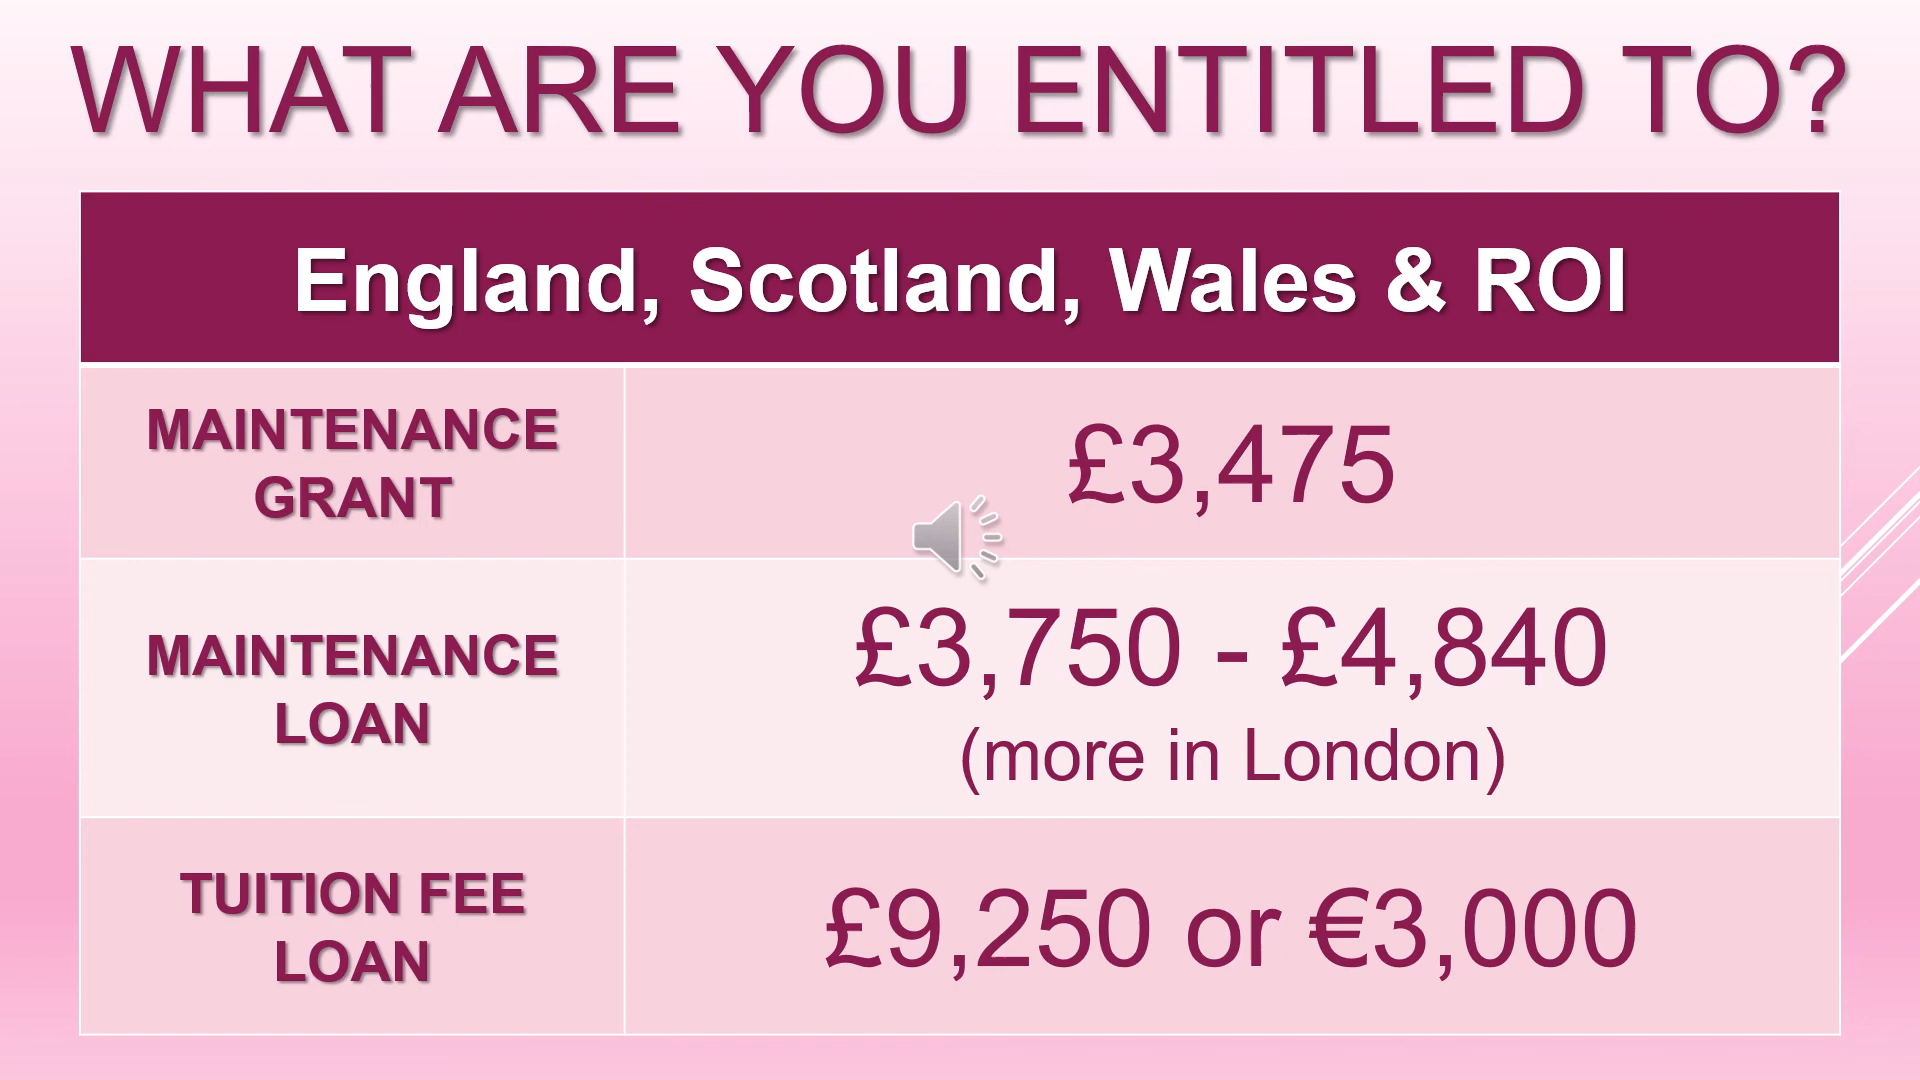 WHAT ARE YOU ENTITLED TO?
England, Scotland, Wales & ROI
MAINTENANCE
GRANT
£3,475
MAINTENANCE
LOAN
£3,750 - £4,840
(more in London)
TUITION FEE
LOAN
£9,250 or €3,000